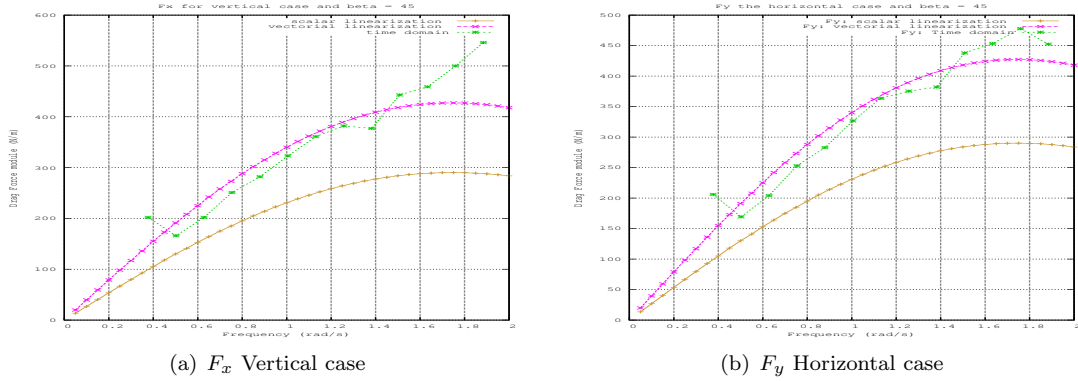 Fx for vertical case and beta = 45
scalar linearization
vectorial linearization
time domain
600
500
400
300
200
100
0
Drag Force module (N/m)
0 0.2 0.4 0.6 0.8 1 1.2 1.4 1.6 1.8 2
Frequency (rad/s)
(a) Fx Vertical case
Fy the horizontal case and beta = 45
Fy: scalar linearization
Fy: vectorial linearization
Fy: Time domain
500
450
400
350
300
250
200
150
100
50
0
Drag Force module (N/m)
0 0.2 0.4 0.6 0.8 1 1.2 1.4 1.6 1.8 2
Frequency (rad/s)
(b) Fy Horizontal case